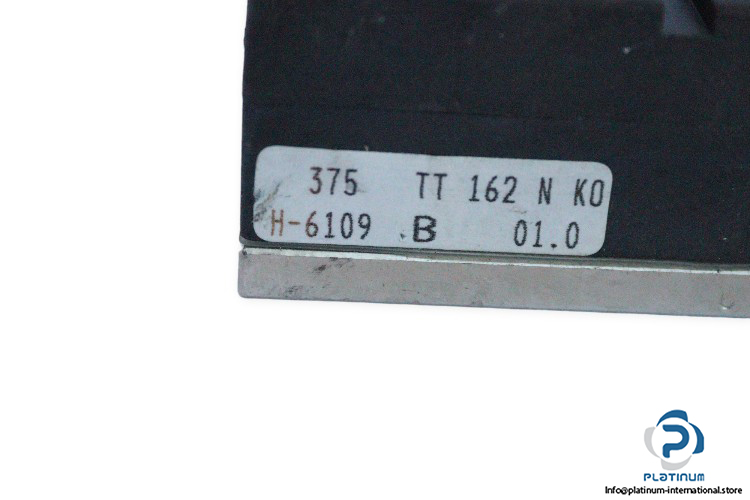 375 TT 162 N KO
H-6109 B 01.0
PLATINUM
Info@platinum-international.store